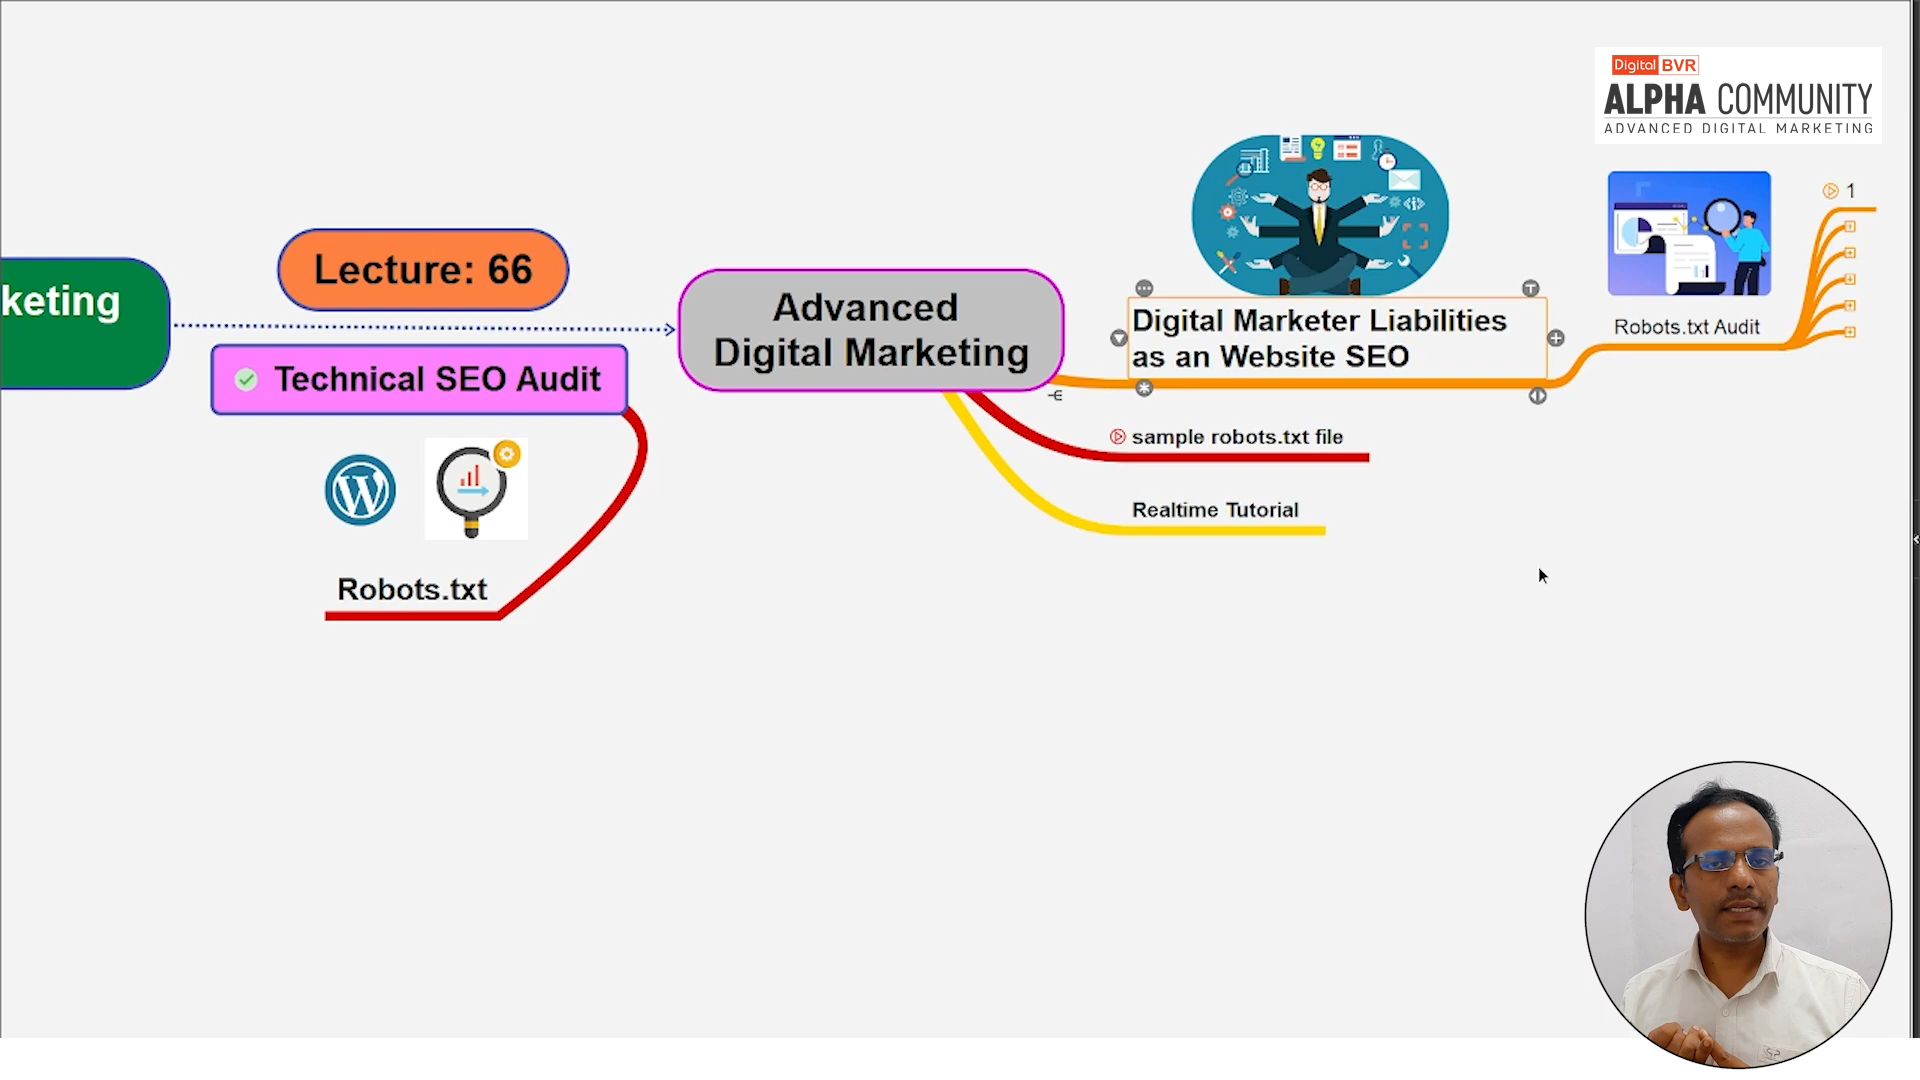 Digital BVR
ALPHA COMMUNITY
ADVANCED DIGITAL MARKETING
keting
Lecture: 66
Technical SEO Audit
Robots.txt
Advanced
Digital Marketing
Digital Marketer Liabilities
as an Website SEO
sample robots.txt file
Realtime Tutorial
Robots.txt Audit
1